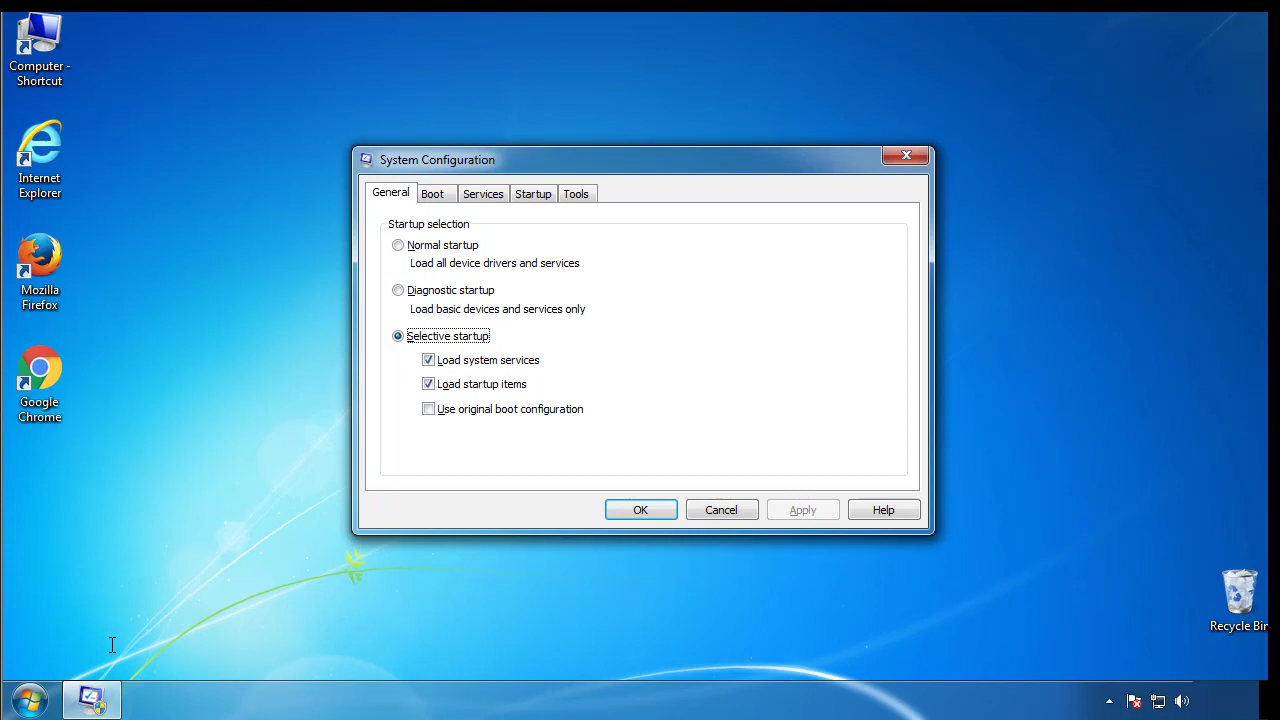 Computer -
Shortcut
Internet
Explorer
Mozilla
Firefox
Google
Chrome
System Configuration
General Boot Services Startup Tools
Startup selection
Normal startup
Load all device drivers and services
Diagnostic startup
Load basic devices and services only
Selective startup
Load system services
Load startup items
Use original boot configuration
OK Cancel Apply Help
Recycle Bin